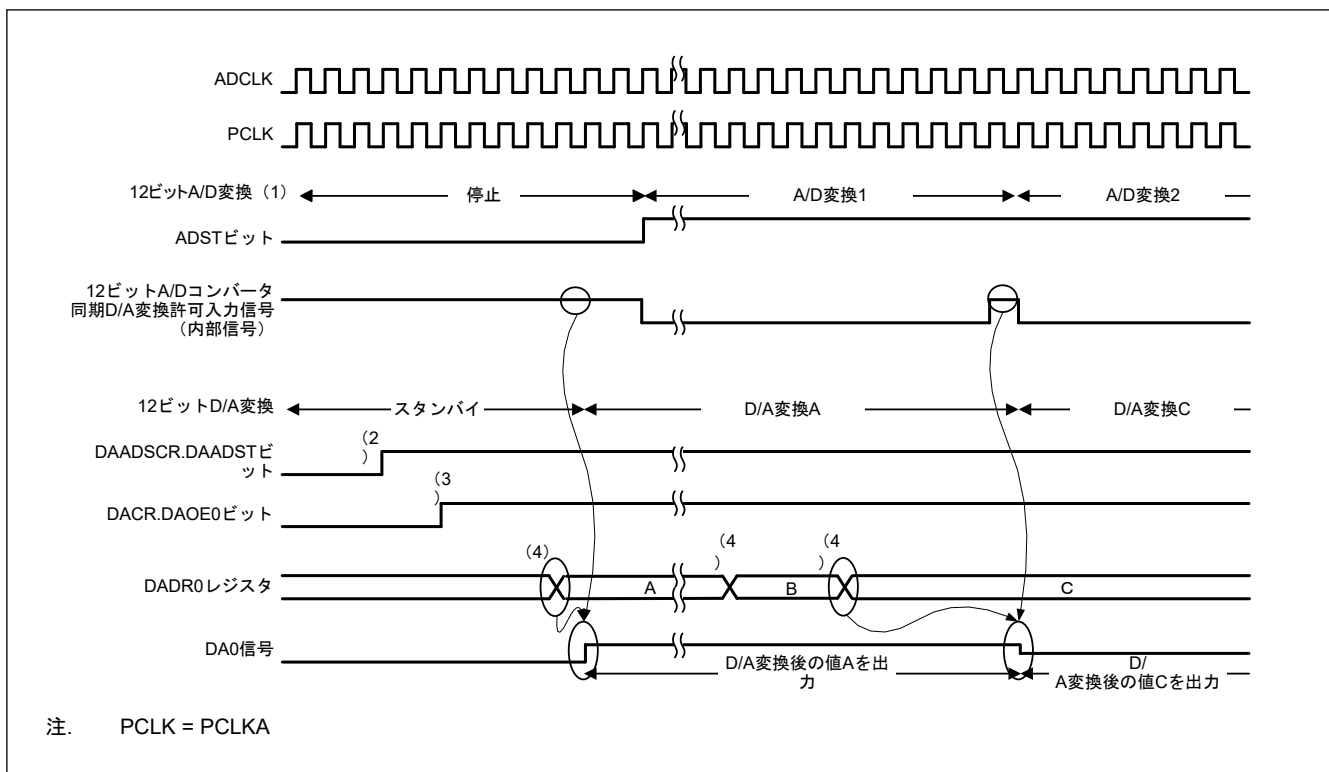 ADCLK
PCLK
12ビットA/D変換（1） 停止 A/D変換1 A/D変換2
ADSTビット
12ビットA/Dコンバータ
同期D/A変換許可入力信号
（内部信号）
12ビットD/A変換 スタンバイ D/A変換A D/A変換C
（2
）
DAADSCR.DAADSTビ
ット
（3
）
DACR.DAOE0ビット
（4） （4 （4
） ）
DADR0レジスタ A B C
DA0信号
D/A変換後の値Aを出
力
D/
A変換後の値Cを出力
注. PCLK = PCLKA